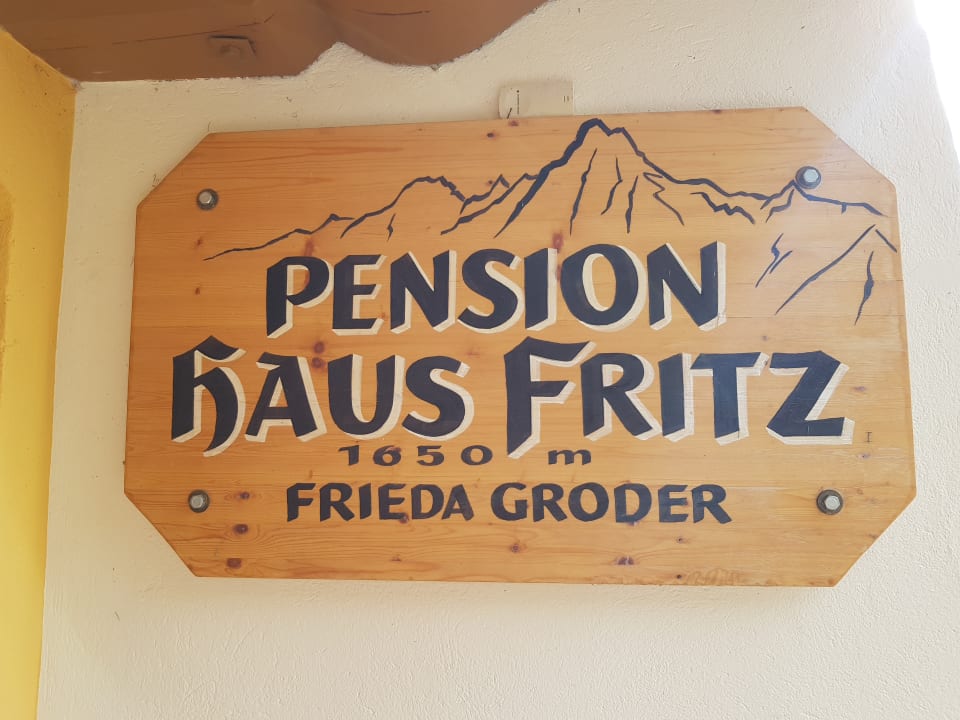 PENSION
HAUS FRITZ
1650 m
FRIEDA GRODER